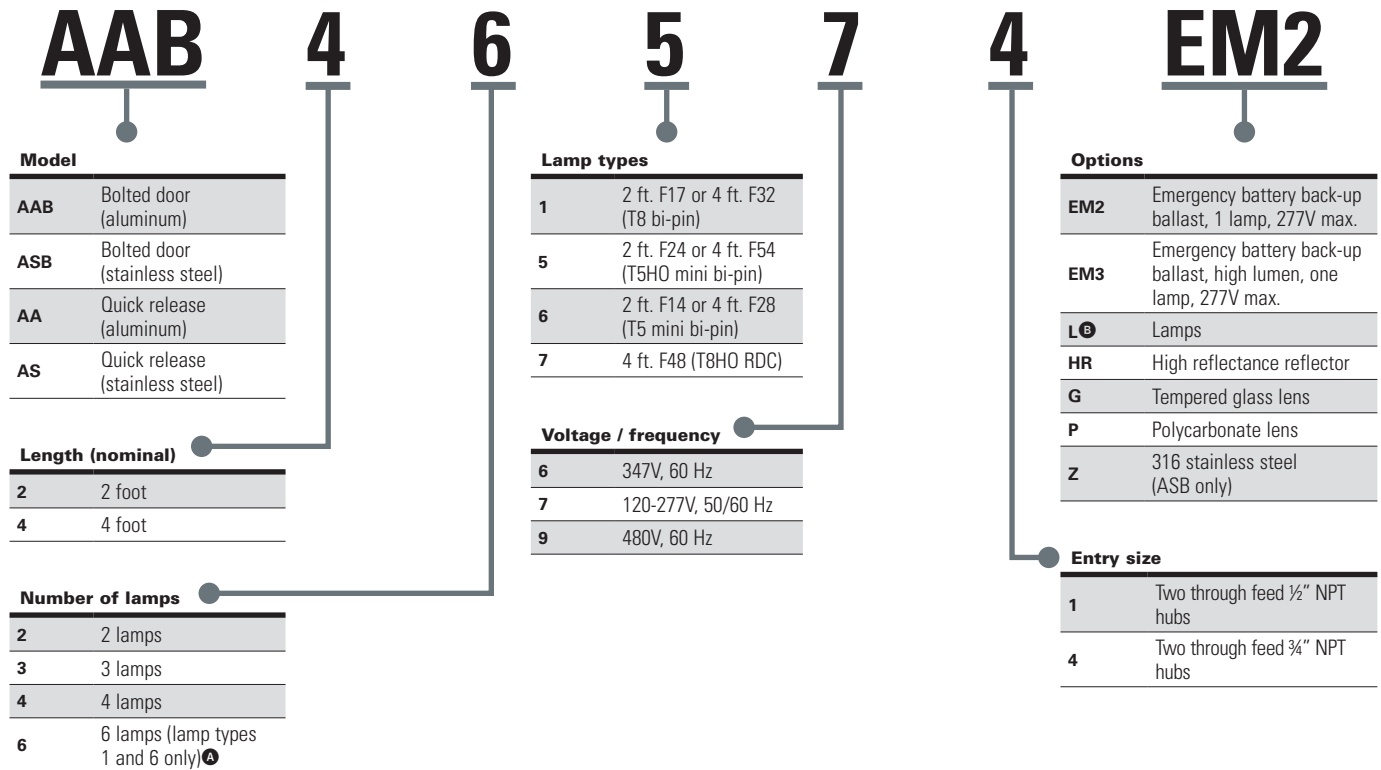 AAB 4 6 5 7 4 EM2
Model
AAB Bolted door
(aluminum)
ASB Bolted door
(stainless steel)
AA Quick release
(aluminum)
AS Quick release
(stainless steel)
Length (nominal)
2 2 foot
4 4 foot
Number of lamps
2 2 lamps
3 3 lamps
4 4 lamps
6 6 lamps (lamp types
1 and 6 only)Ⓐ
Lamp types
1 2 ft. F17 or 4 ft. F32
(T8 bi-pin)
5 2 ft. F24 or 4 ft. F54
(T5HO mini bi-pin)
6 2 ft. F14 or 4 ft. F28
(T5 mini bi-pin)
7 4 ft. F48 (T8HO RDC)
Voltage / frequency
6 347V, 60 Hz
7 120-277V, 50/60 Hz
9 480V, 60 Hz
Options
EM2 Emergency battery back-up
ballast, 1 lamp, 277V max.
EM3 Emergency battery back-up
ballast, high lumen, one
lamp, 277V max.
LⒷ Lamps
HR High reflectance reflector
G Tempered glass lens
P Polycarbonate lens
Z 316 stainless steel
(ASB only)
Entry size
1 Two through feed ½" NPT
hubs
4 Two through feed ¾" NPT
hubs